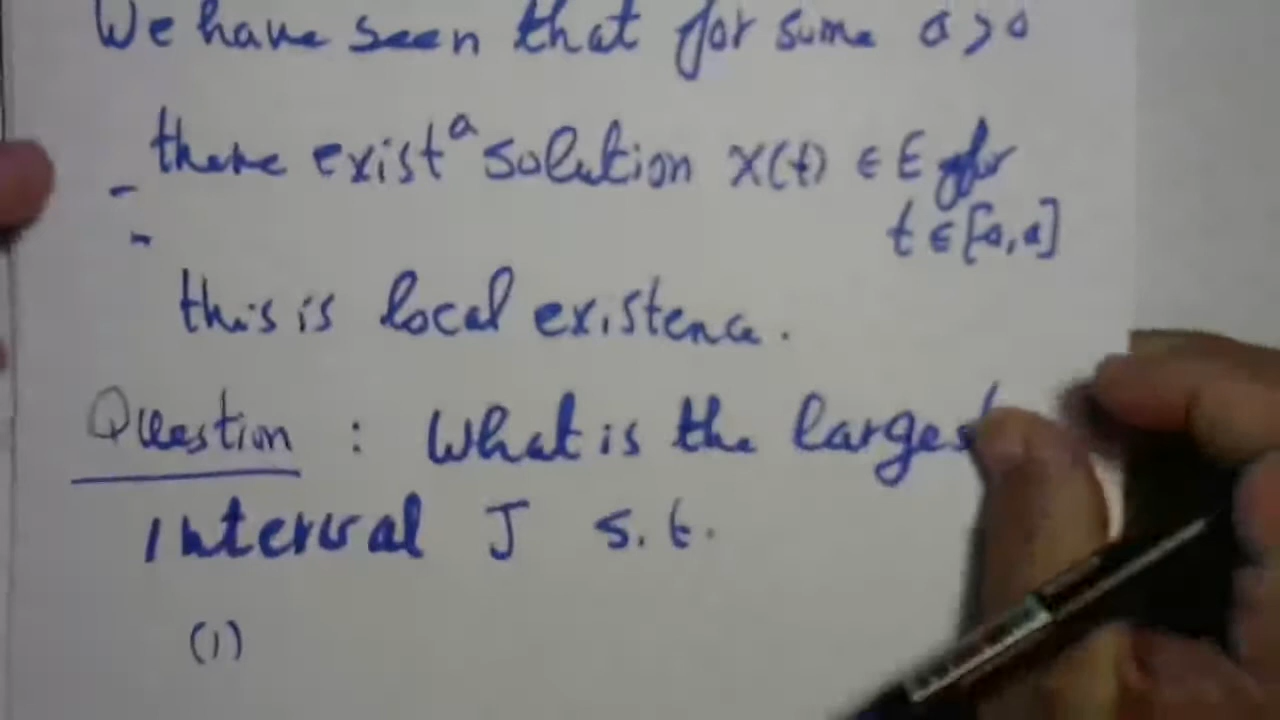 We have seen that for some a > 0
there exist a solution x(t) ∈ E for
t ∈ [0, a]
this is local existence.
Question : What is the largest
interval J s.t.
(1)